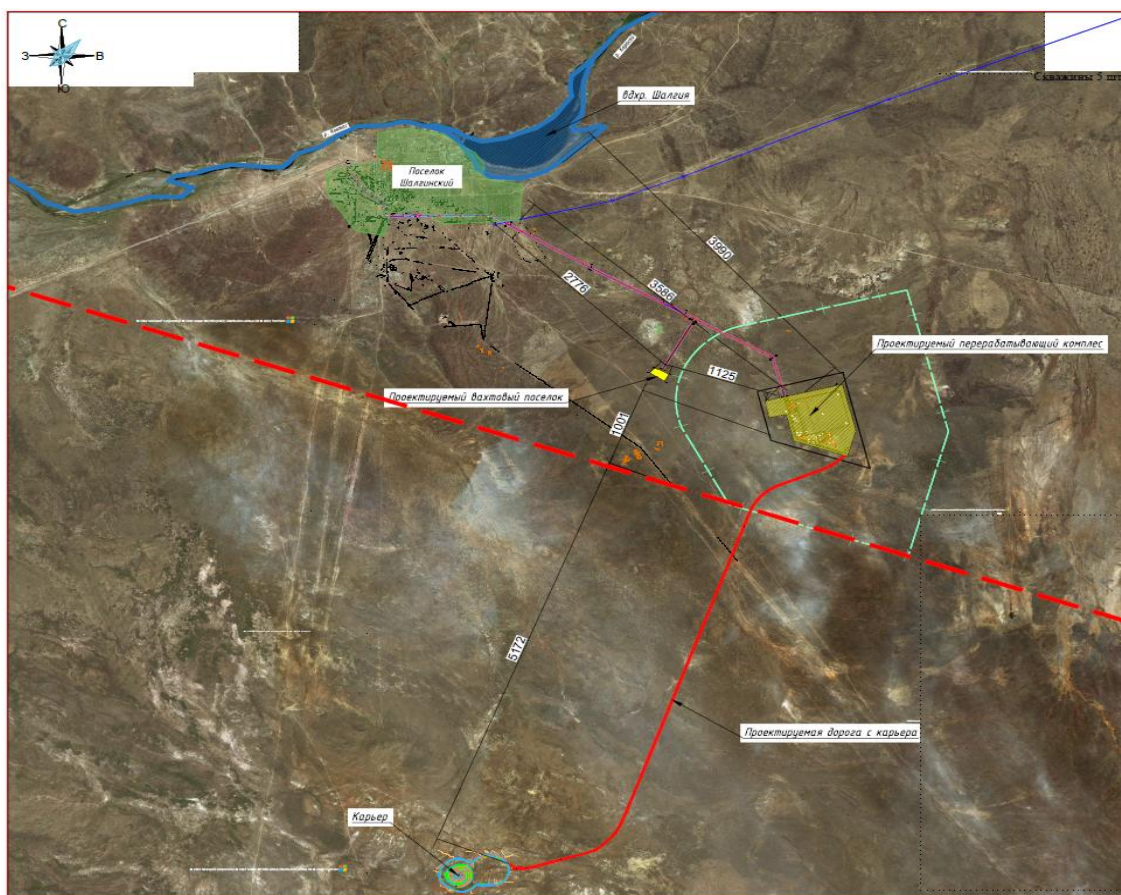 С
З
В
Ю
Скважины 5 шт
вдхр. Шалгия
Поселок
Шалгинский
3990
2776
3586
Проектируемый перерабатывающий комплес
1125
Проектируемый вахтовый поселок
1001
5172
Проектируемая дорога с карьера
Карьер